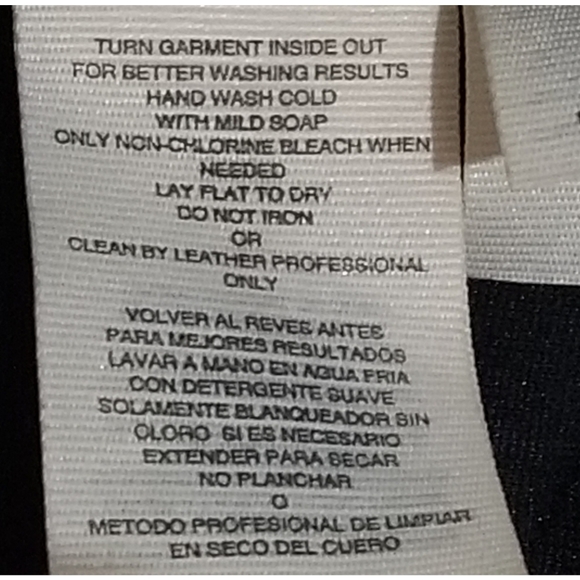 TURN GARMENT INSIDE OUT
FOR BETTER WASHING RESULTS
HAND WASH COLD
WITH MILD SOAP
ONLY NON-CHLORINE BLEACH WHEN
NEEDED
LAY FLAT TO DRY
DO NOT IRON
OR
CLEAN BY LEATHER PROFESSIONAL
ONLY
VOLVER AL REVES ANTES
PARA MEJORES RESULTADOS
LAVAR A MANO EN AGUA FRIA
CON DETERGENTE SUAVE
SOLAMENTE BLANQUEADOR SIN
CLORO SI ES NECESARIO
EXTENDER PARA SECAR
NO PLANCHAR
O
METODO PROFESIONAL DE LIMPIAR
EN SECO DEL CUERO